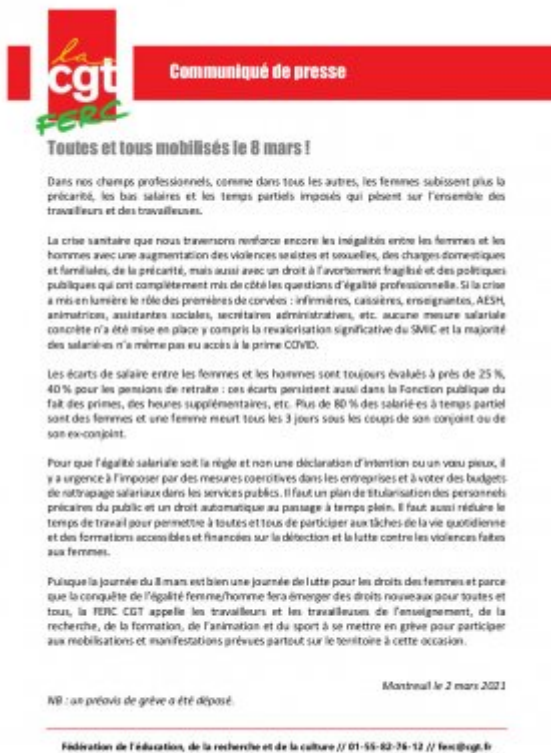 la
cgt
FERC
Communiqué de presse
Toutes et tous mobilisés le 8 mars !
Dans nos champs professionnels, comme dans tous les autres, les femmes subissent plus la
précarité, les bas salaires et les temps partiels imposés qui pèsent sur l'ensemble des
travailleurs et des travailleuses.
La crise sanitaire que nous traversons renforce encore les inégalités entre les femmes et les
hommes avec une augmentation des violences sexistes et sexuelles, des charges domestiques
et familiales, de la précarité, mais aussi avec un droit à l'avortement fragilisé et des politiques
publiques qui ont complètement mis de côté les questions d'égalité professionnelle. Si la crise
a mis en lumière le rôle des premières de corvées : infirmières, caissières, enseignantes, AESH,
animatrices, assistantes sociales, secrétaires administratives, etc. aucune mesure salariale
concrète n'a été mise en place y compris la revalorisation significative du SMIC et la majorité
des salarié·es n'a même pas eu accès à la prime COVID.
Les écarts de salaire entre les femmes et les hommes sont toujours évalués à près de 25 %,
40 % pour les pensions de retraite : ces écarts persistent aussi dans la Fonction publique du
fait des primes, des heures supplémentaires, etc. Plus de 80 % des salarié·es à temps partiel
sont des femmes et une femme meurt tous les 3 jours sous les coups de son conjoint ou de
son ex-conjoint.
Pour que l'égalité salariale soit la règle et non une déclaration d'intention ou un vœu pieux, il
y a urgence à l'imposer par des mesures coercitives dans les entreprises et à voter des budgets
de rattrapage salariaux dans les services publics. Il faut un plan de titularisation des personnels
précaires du public et un droit automatique au passage à temps plein. Il faut aussi réduire le
temps de travail pour permettre à toutes et tous de participer aux tâches de la vie quotidienne
et des formations accessibles et financées sur la détection et la lutte contre les violences faites
aux femmes.
Puisque la journée du 8 mars est bien une journée de lutte pour les droits des femmes et parce
que la conquête de l'égalité femme/homme fera émerger des droits nouveaux pour toutes et
tous, la FERC CGT appelle les travailleurs et les travailleuses de l'enseignement, de la
recherche, de la formation, de l'animation et du sport à se mettre en grève pour participer
aux mobilisations et manifestations prévues partout sur le territoire à cette occasion.
Montreuil le 2 mars 2021
NB : un préavis de grève a été déposé.
Fédération de l'éducation, de la recherche et de la culture // 01-55-82-76-12 // ferc@cgt.fr